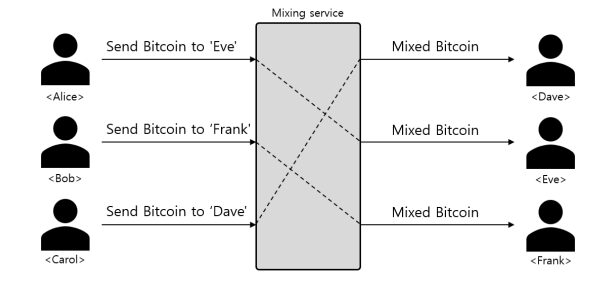 Mixing service
Send Bitcoin to 'Eve'
Mixed Bitcoin
<Alice>
<Dave>
Send Bitcoin to 'Frank'
Mixed Bitcoin
<Bob>
<Eve>
Send Bitcoin to 'Dave'
Mixed Bitcoin
<Carol>
<Frank>